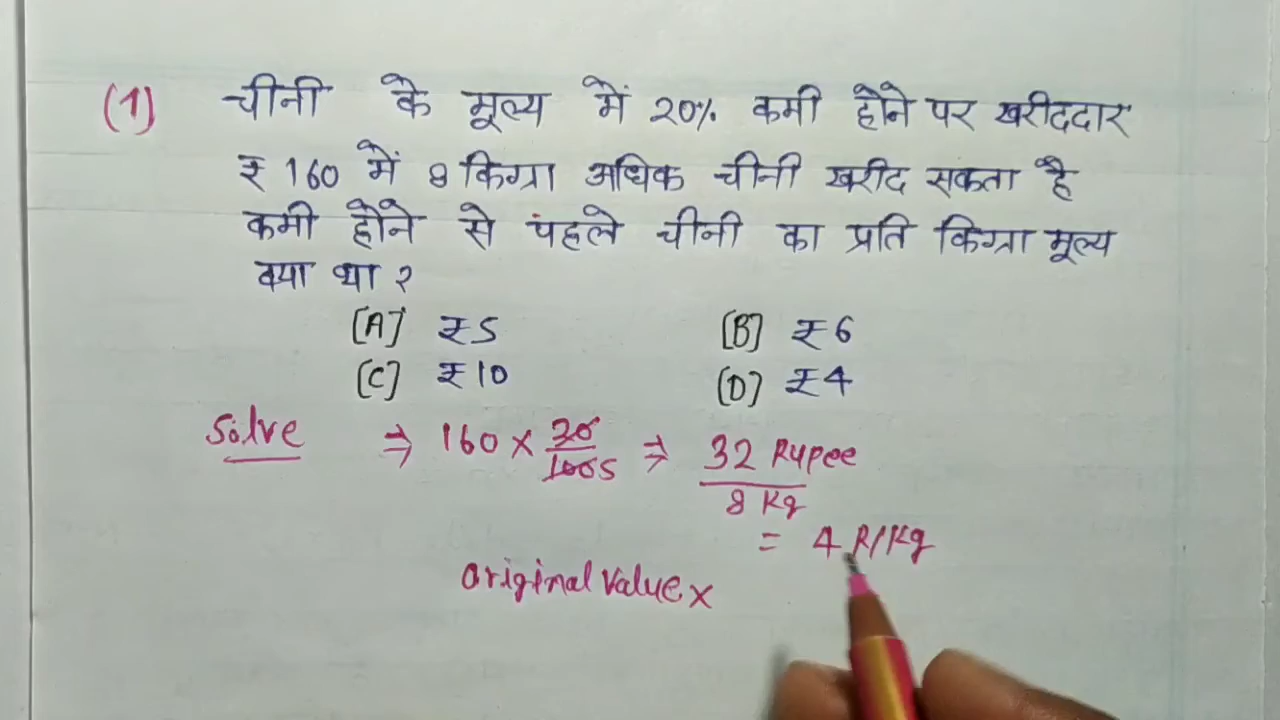 (1) चीनी के मूल्य में 20% कमी होने पर खरीददार
₹ 160 में 8 किग्रा अधिक चीनी खरीद सकता है
कमी होने से पहले चीनी का प्रति किग्रा मूल्य
क्या था ?
[A] ₹5 [B] ₹6
[C] ₹10 [D] ₹4
Solve ⇒ 160 × 20/100 5 ⇒ 32 Rupee/8 Kg
= 4 R/Kg
original value x